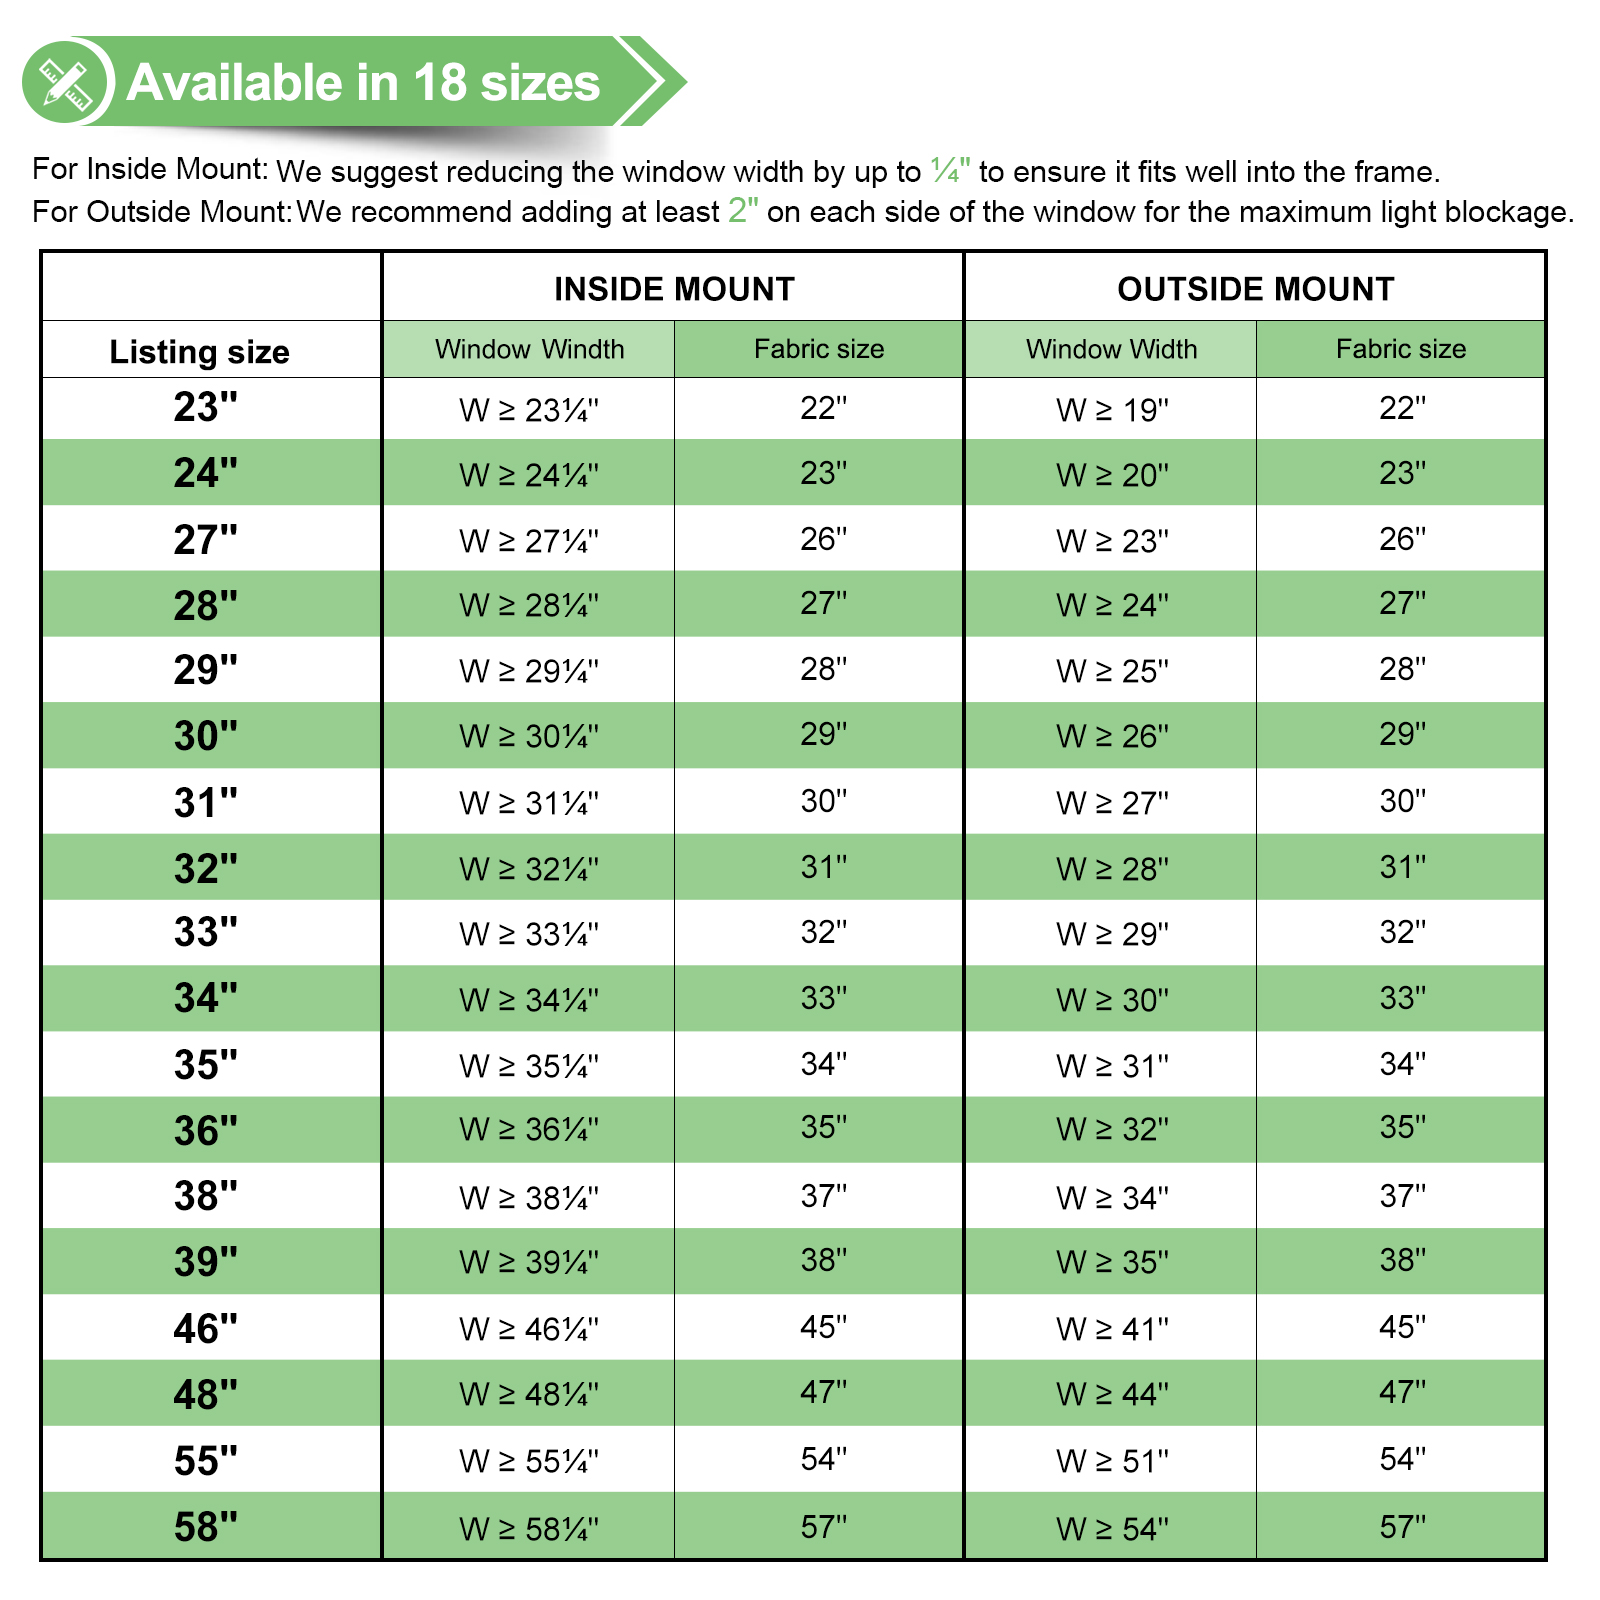 Available in 18 sizes
For Inside Mount: We suggest reducing the window width by up to ¼" to ensure it fits well into the frame.
For Outside Mount: We recommend adding at least 2" on each side of the window for the maximum light blockage.
INSIDE MOUNT OUTSIDE MOUNT
Listing size Window Windth Fabric size Window Width Fabric size
23" W ≥ 23¼" 22" W ≥ 19" 22"
24" W ≥ 24¼" 23" W ≥ 20" 23"
27" W ≥ 27¼" 26" W ≥ 23" 26"
28" W ≥ 28¼" 27" W ≥ 24" 27"
29" W ≥ 29¼" 28" W ≥ 25" 28"
30" W ≥ 30¼" 29" W ≥ 26" 29"
31" W ≥ 31¼" 30" W ≥ 27" 30"
32" W ≥ 32¼" 31" W ≥ 28" 31"
33" W ≥ 33¼" 32" W ≥ 29" 32"
34" W ≥ 34¼" 33" W ≥ 30" 33"
35" W ≥ 35¼" 34" W ≥ 31" 34"
36" W ≥ 36¼" 35" W ≥ 32" 35"
38" W ≥ 38¼" 37" W ≥ 34" 37"
39" W ≥ 39¼" 38" W ≥ 35" 38"
46" W ≥ 46¼" 45" W ≥ 41" 45"
48" W ≥ 48¼" 47" W ≥ 44" 47"
55" W ≥ 55¼" 54" W ≥ 51" 54"
58" W ≥ 58¼" 57" W ≥ 54" 57"